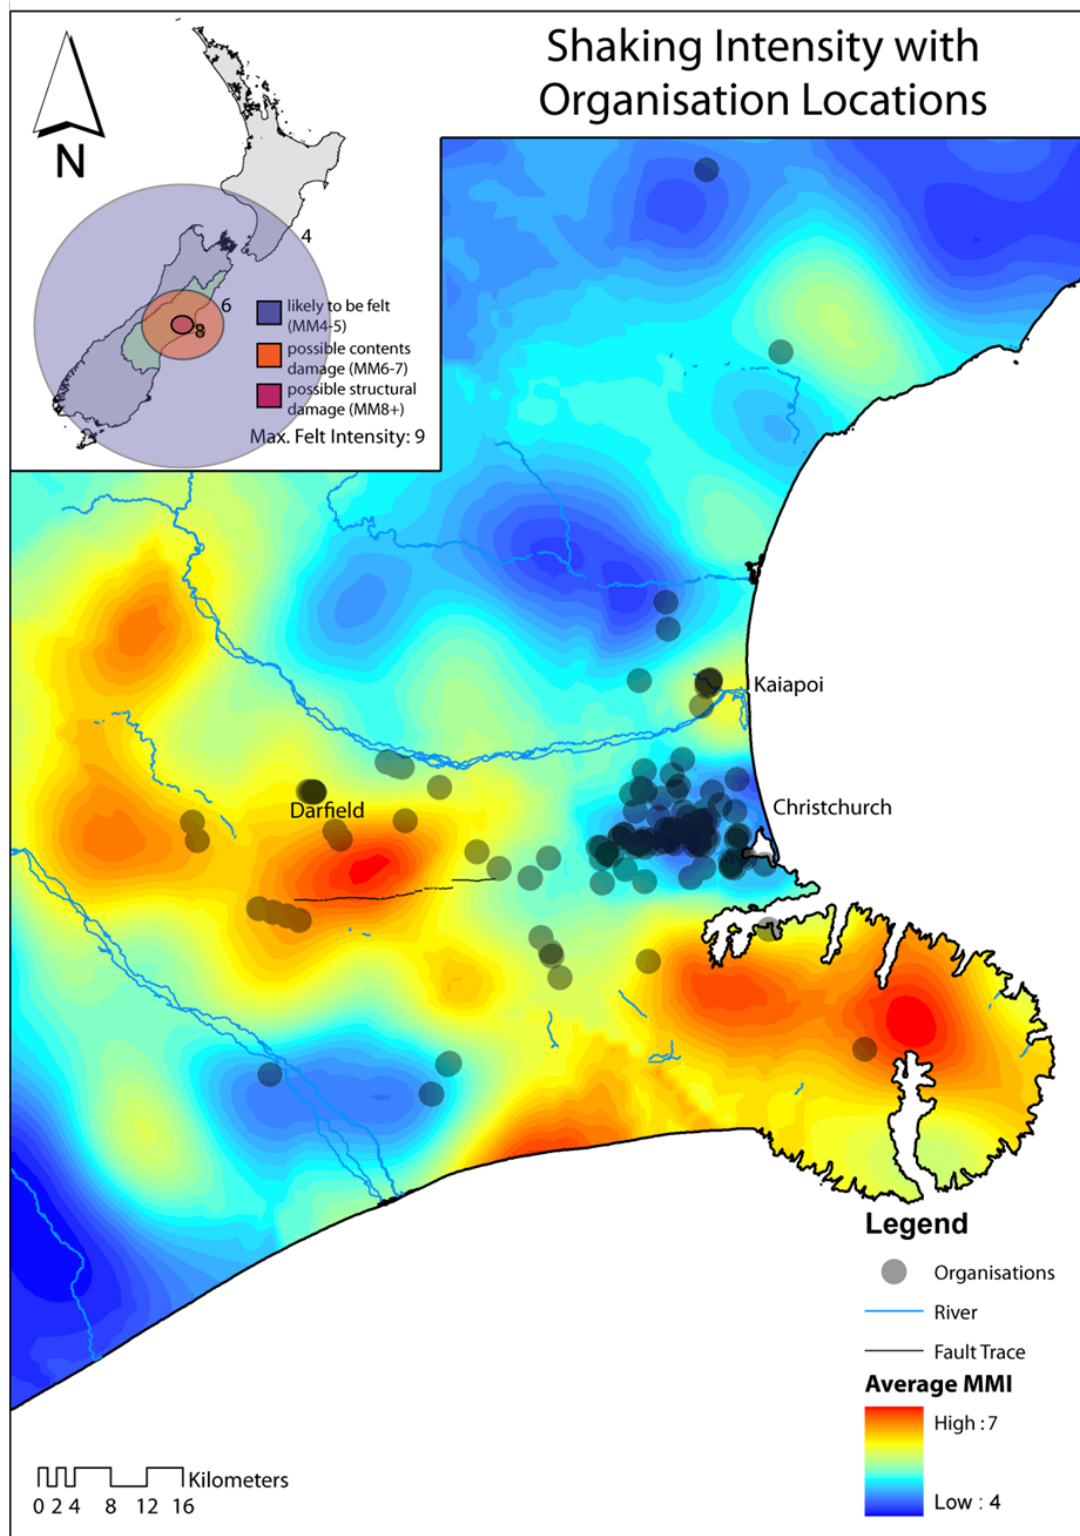 Shaking Intensity with
Organisation Locations
N
4
6
8
likely to be felt
(MM4-5)
possible contents
damage (MM6-7)
possible structural
damage (MM8+)
Max. Felt Intensity: 9
Kaiapoi
Darfield
Christchurch
Legend
Organisations
River
Fault Trace
Average MMI
High : 7
Low : 4
Kilometers
0 2 4 8 12 16